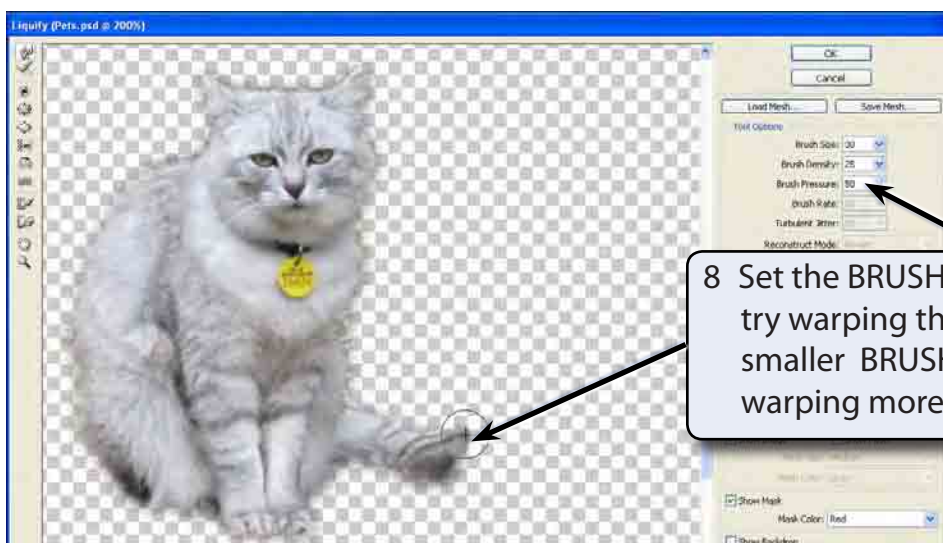 Liquify (Pets.psd @ 200%)
OK
Cancel
Load Mesh... Save Mesh...
Tool Options
Brush Size: 30
Brush Density: 25
Brush Pressure: 50
Brush Rate:
Turbulent Jitter:
Reconstruct Mode:
8 Set the BRUSH
try warping th
smaller BRUSH
warping more
Show Mask
Mask Color: Red
Show Backdrop